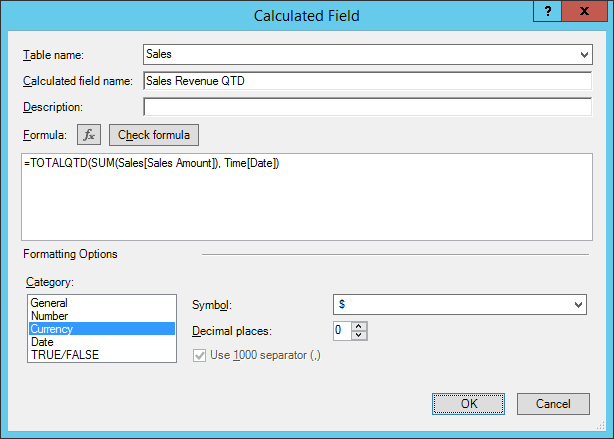 Calculated Field
?
Table name:
Sales
Calculated field name:
Sales Revenue QTD
Description:
Formula:
fx
Check formula
=TOTALQTD(SUM(Sales[Sales Amount]), Time[Date])
Formatting Options
Category:
General
Number
Currency
Date
TRUE/FALSE
Symbol:
$
Decimal places:
0
Use 1000 separator (,)
OK
Cancel